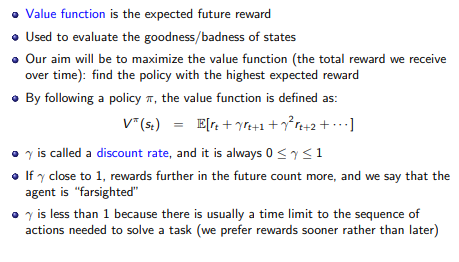 Value function is the expected future reward
Used to evaluate the goodness/badness of states
Our aim will be to maximize the value function (the total reward we receive
over time): find the policy with the highest expected reward
By following a policy π, the value function is defined as:
V^π(s_t) = 𝔼[r_t + γr_{t+1} + γ²r_{t+2} + ⋯]
γ is called a discount rate, and it is always 0 ≤ γ ≤ 1
If γ close to 1, rewards further in the future count more, and we say that the
agent is “farsighted”
γ is less than 1 because there is usually a time limit to the sequence of
actions needed to solve a task (we prefer rewards sooner rather than later)